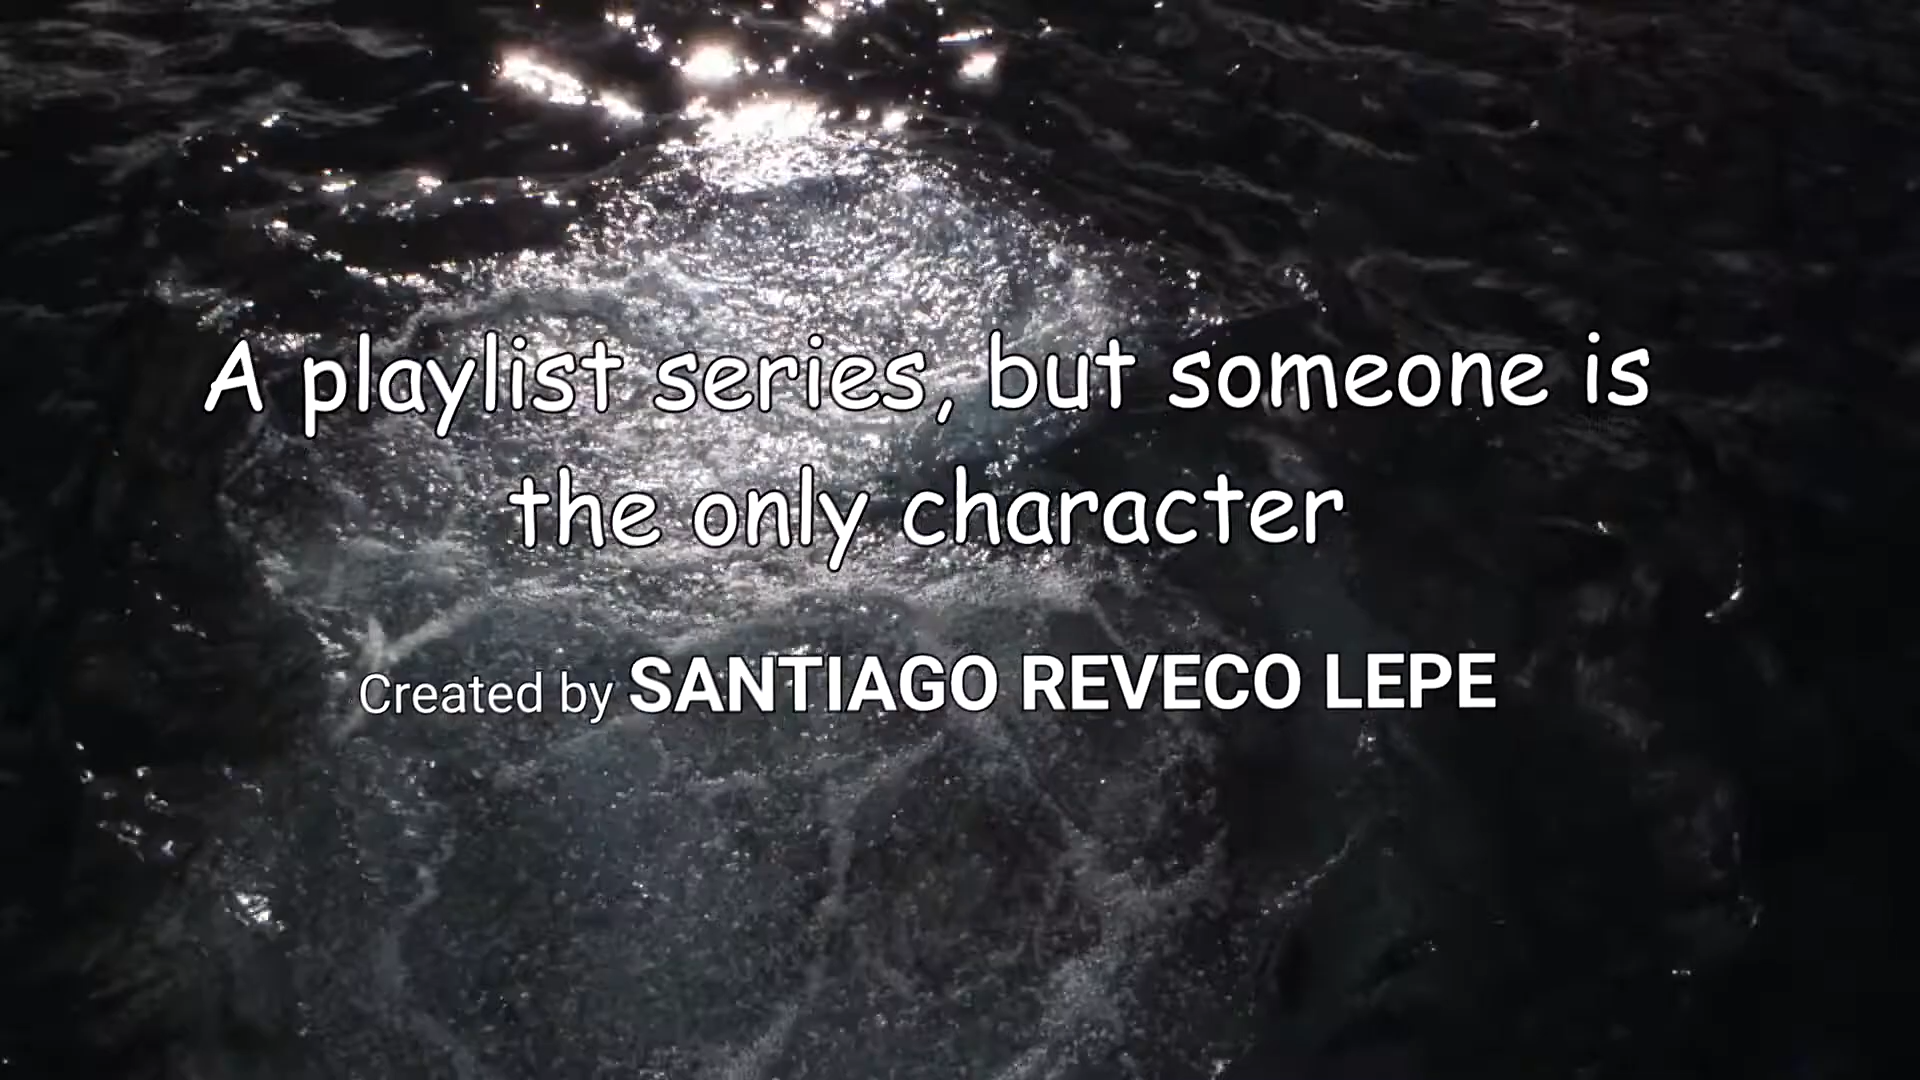 A playlist series, but someone is
the only character
Created by SANTIAGO REVECO LEPE